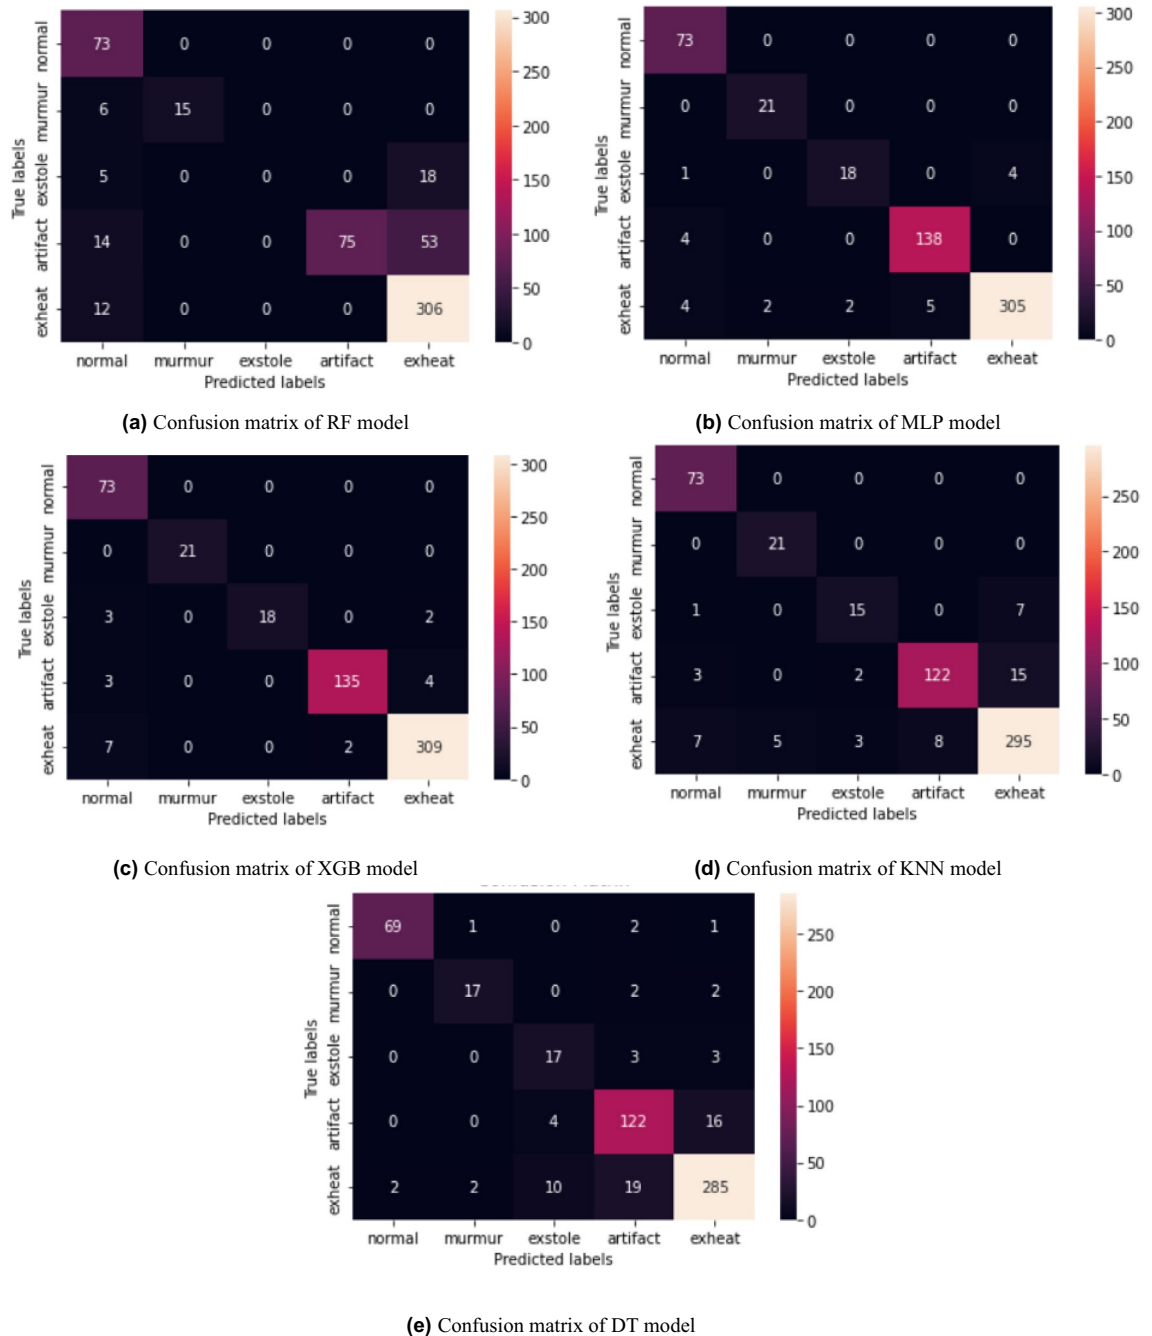 normal 73 0 0 0 0
murmur 6 15 0 0 0
exstole 5 0 0 0 18
artifact 14 0 0 75 53
exheat 12 0 0 0 306
normal murmur exstole artifact exheat
Predicted labels
True labels
300
250
200
150
100
50
0
(a) Confusion matrix of RF model
normal 73 0 0 0 0
murmur 0 21 0 0 0
exstole 1 0 18 0 4
artifact 4 0 0 138 0
exheat 4 2 2 5 305
normal murmur exstole artifact exheat
Predicted labels
True labels
300
250
200
150
100
50
0
(b) Confusion matrix of MLP model
normal 73 0 0 0 0
murmur 0 21 0 0 0
exstole 3 0 18 0 2
artifact 3 0 0 135 4
exheat 7 0 0 2 309
normal murmur exstole artifact exheat
Predicted labels
True labels
300
250
200
150
100
50
0
(c) Confusion matrix of XGB model
normal 73 0 0 0 0
murmur 0 21 0 0 0
exstole 1 0 15 0 7
artifact 3 0 2 122 15
exheat 7 5 3 8 295
normal murmur exstole artifact exheat
Predicted labels
True labels
250
200
150
100
50
0
(d) Confusion matrix of KNN model
normal 69 1 0 2 1
murmur 0 17 0 2 2
exstole 0 0 17 3 3
artifact 0 0 4 122 16
exheat 2 2 10 19 285
normal murmur exstole artifact exheat
Predicted labels
True labels
250
200
150
100
50
0
(e) Confusion matrix of DT model